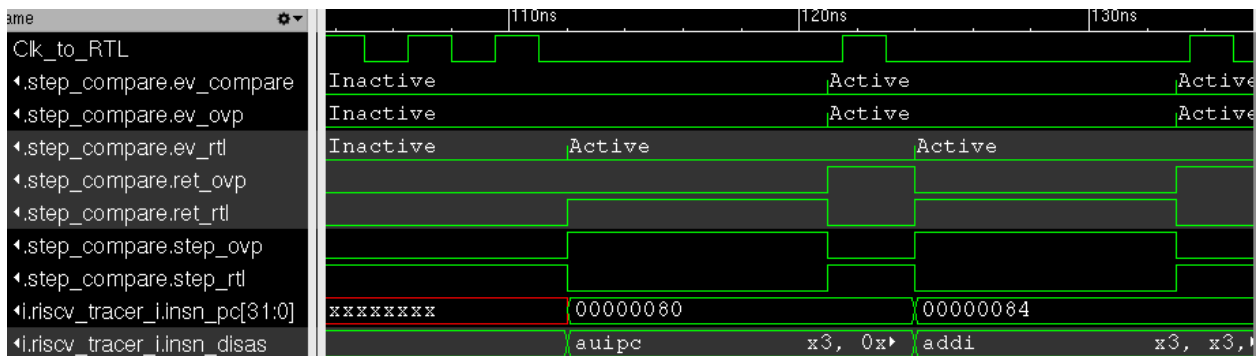 ame 110ns 120ns 130ns
Clk_to_RTL
.step_compare.ev_compare Inactive Active Active
.step_compare.ev_ovp Inactive Active Active
.step_compare.ev_rtl Inactive Active Active
.step_compare.ret_ovp
.step_compare.ret_rtl
.step_compare.step_ovp
.step_compare.step_rtl
i.riscv_tracer_i.insn_pc[31:0] xxxxxxxx 00000080 00000084
i.riscv_tracer_i.insn_disas auipc x3, 0x addi x3, x3,